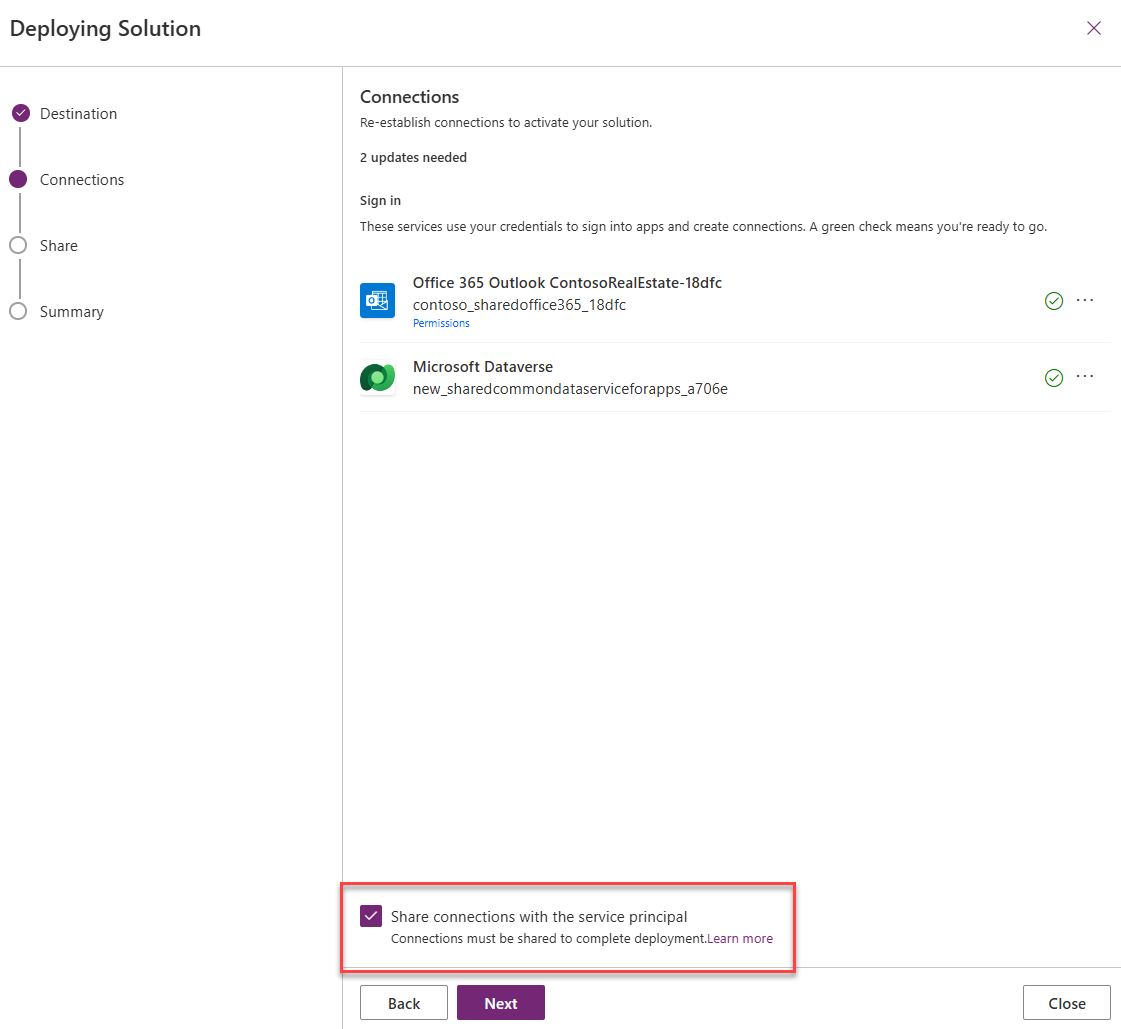 Deploying Solution
Destination
Connections
Share
Summary
Connections
Re-establish connections to activate your solution.
2 updates needed
Sign in
These services use your credentials to sign into apps and create connections. A green check means you're ready to go.
Office 365 Outlook ContosoRealEstate-18dfc
contoso_sharedoffice365_18dfc
Permissions
Microsoft Dataverse
new_sharedcommondataserviceforapps_a706e
Share connections with the service principal
Connections must be shared to complete deployment.Learn more
Back
Next
Close